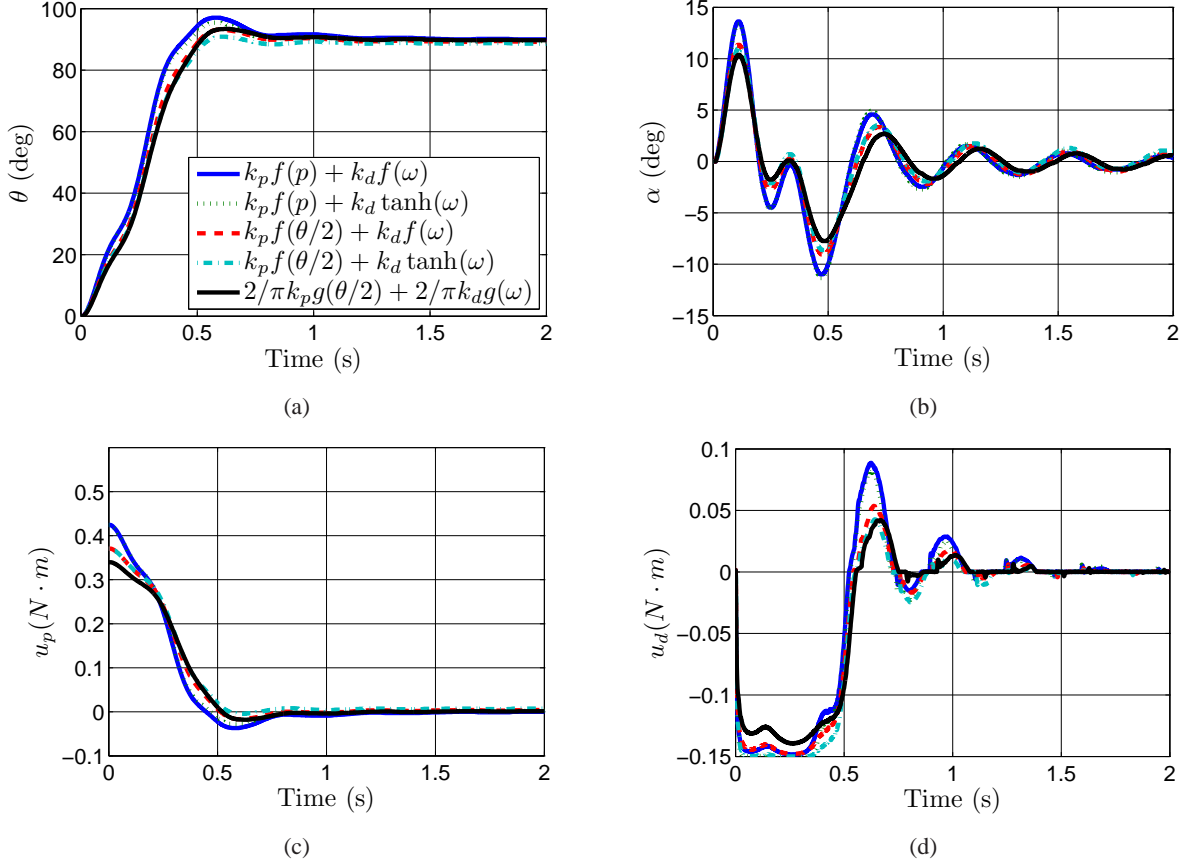 100
80
60
40
20
0
θ (deg)
k_p f(p) + k_d f(ω)
k_p f(p) + k_d tanh(ω)
k_p f(θ/2) + k_d f(ω)
k_p f(θ/2) + k_d tanh(ω)
2/πk_p g(θ/2) + 2/πk_d g(ω)
0 0.5 1 1.5 2
Time (s)
(a)
15
10
5
0
−5
−10
−15
α (deg)
0 0.5 1 1.5 2
Time (s)
(b)
0.5
0.4
0.3
0.2
0.1
0
−0.1
u_p(N · m)
0 0.5 1 1.5 2
Time (s)
(c)
0.1
0.05
0
−0.05
−0.1
−0.15
u_d(N · m)
0 0.5 1 1.5 2
Time (s)
(d)